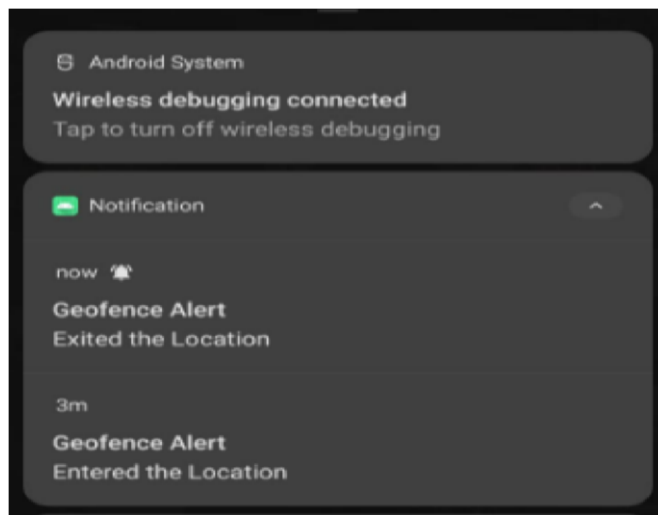 Android System
Wireless debugging connected
Tap to turn off wireless debugging
Notification
now
Geofence Alert
Exited the Location
3m
Geofence Alert
Entered the Location